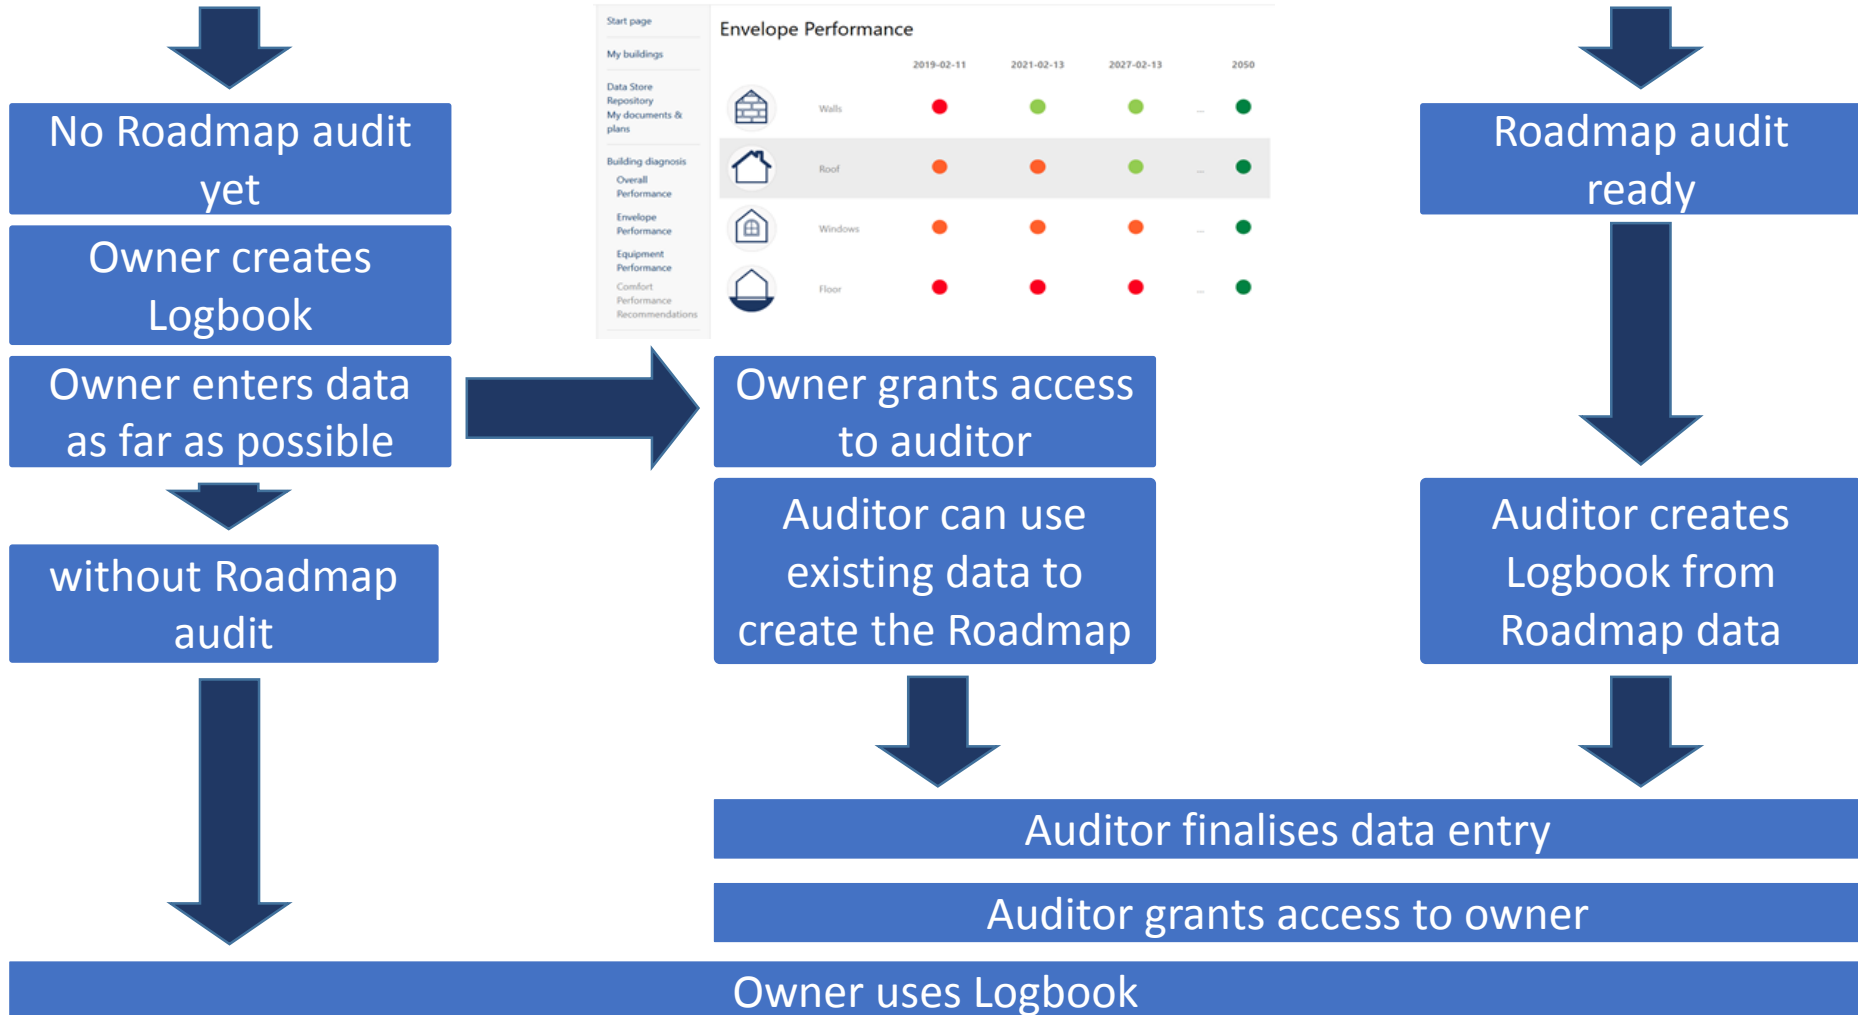 Start page
My buildings
Data Store
Repository
My documents &
plans
Building diagnosis
Overall
Performance
Envelope
Performance
Equipment
Performance
Comfort
Performance
Recommendations
Envelope Performance
2019-02-11 2021-02-13 2027-02-13 2050
Walls ...
Roof ...
Windows ...
Floor ...
No Roadmap audit
yet
Owner creates
Logbook
Owner enters data
as far as possible
without Roadmap
audit
Owner grants access
to auditor
Auditor can use
existing data to
create the Roadmap
Roadmap audit
ready
Auditor creates
Logbook from
Roadmap data
Auditor finalises data entry
Auditor grants access to owner
Owner uses Logbook